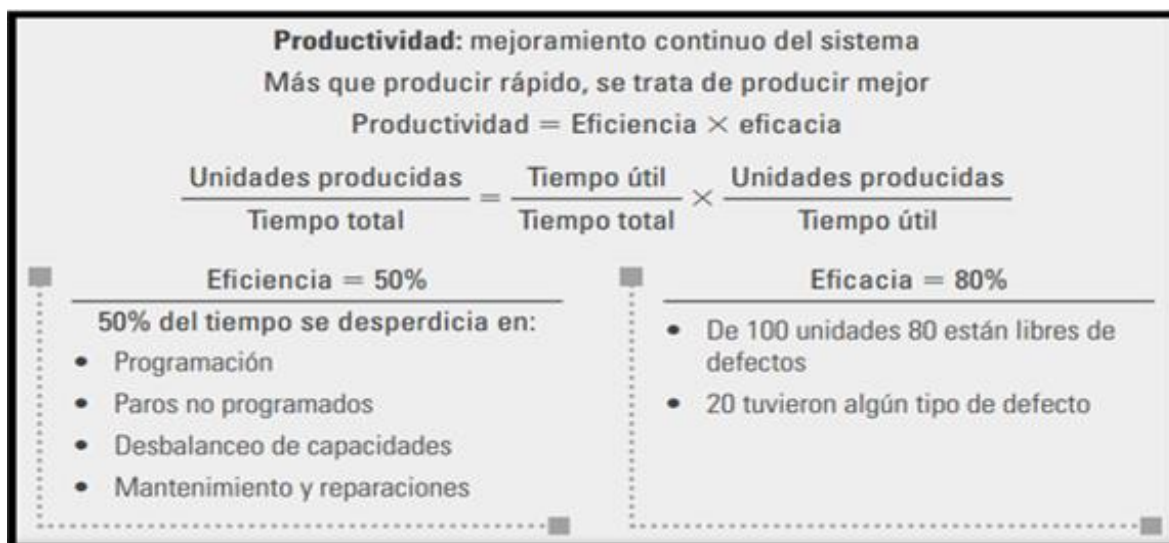 Productividad: mejoramiento continuo del sistema
Más que producir rápido, se trata de producir mejor
Productividad = Eficiencia × eficacia
Unidades producidas / Tiempo total = Tiempo útil / Tiempo total × Unidades producidas / Tiempo útil
Eficiencia = 50%
50% del tiempo se desperdicia en:
• Programación
• Paros no programados
• Desbalanceo de capacidades
• Mantenimiento y reparaciones
Eficacia = 80%
• De 100 unidades 80 están libres de
defectos
• 20 tuvieron algún tipo de defecto